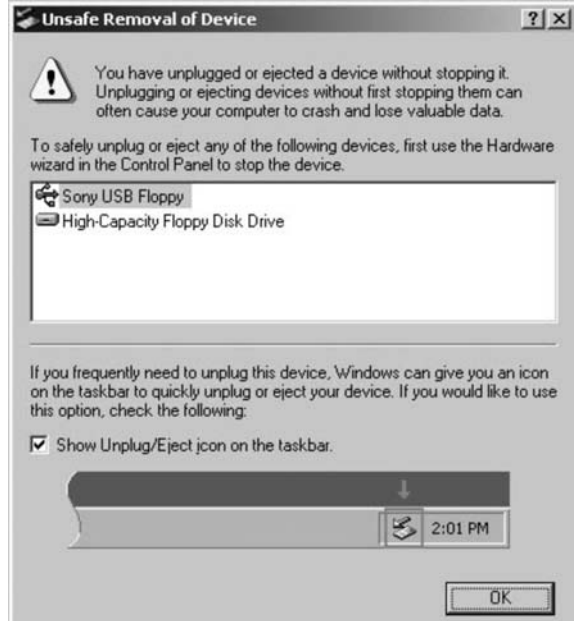 Unsafe Removal of Device
You have unplugged or ejected a device without stopping it.
Unplugging or ejecting devices without first stopping them can
often cause your computer to crash and lose valuable data.
To safely unplug or eject any of the following devices, first use the Hardware
wizard in the Control Panel to stop the device.
Sony USB Floppy
High-Capacity Floppy Disk Drive
If you frequently need to unplug this device, Windows can give you an icon
on the taskbar to quickly unplug or eject your device. If you would like to use
this option, check the following:
Show Unplug/Eject icon on the taskbar.
2:01 PM
OK